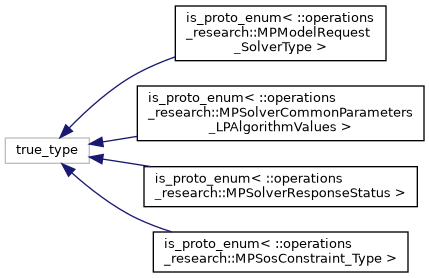 is_proto_enum< ::operations
_research::MPModelRequest
_SolverType >
is_proto_enum< ::operations
_research::MPSolverCommonParameters
_LPAlgorithmValues >
true_type
is_proto_enum< ::operations
_research::MPSolverResponseStatus >
is_proto_enum< ::operations
_research::MPSosConstraint_Type >